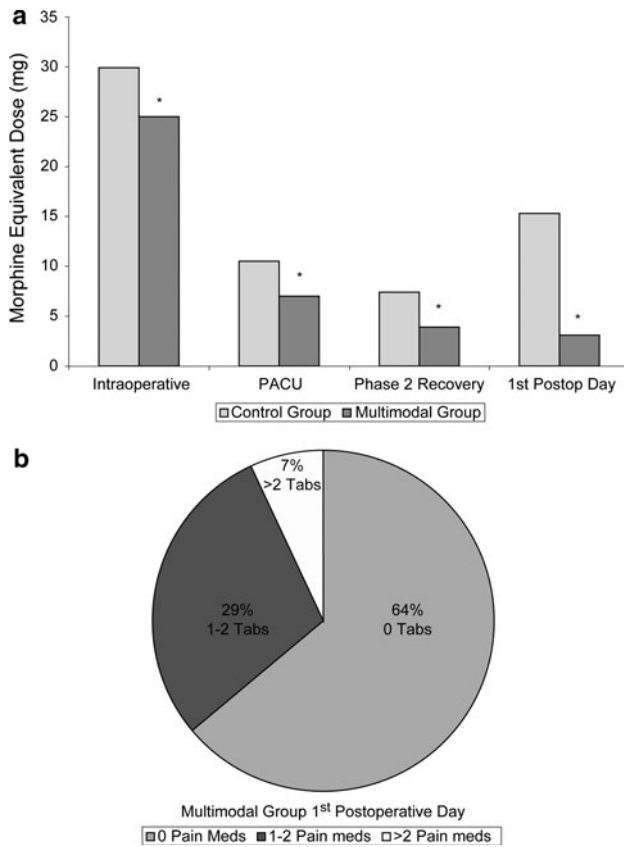 a
Morphine Equivalent Dose (mg)
35
30
25
20
15
10
5
0
*
*
*
*
Intraoperative PACU Phase 2 Recovery 1st Postop Day
Control Group Multimodal Group
b
7%
>2 Tabs
29%
1-2 Tabs
64%
0 Tabs
Multimodal Group 1st Postoperative Day
0 Pain Meds 1-2 Pain meds >2 Pain meds